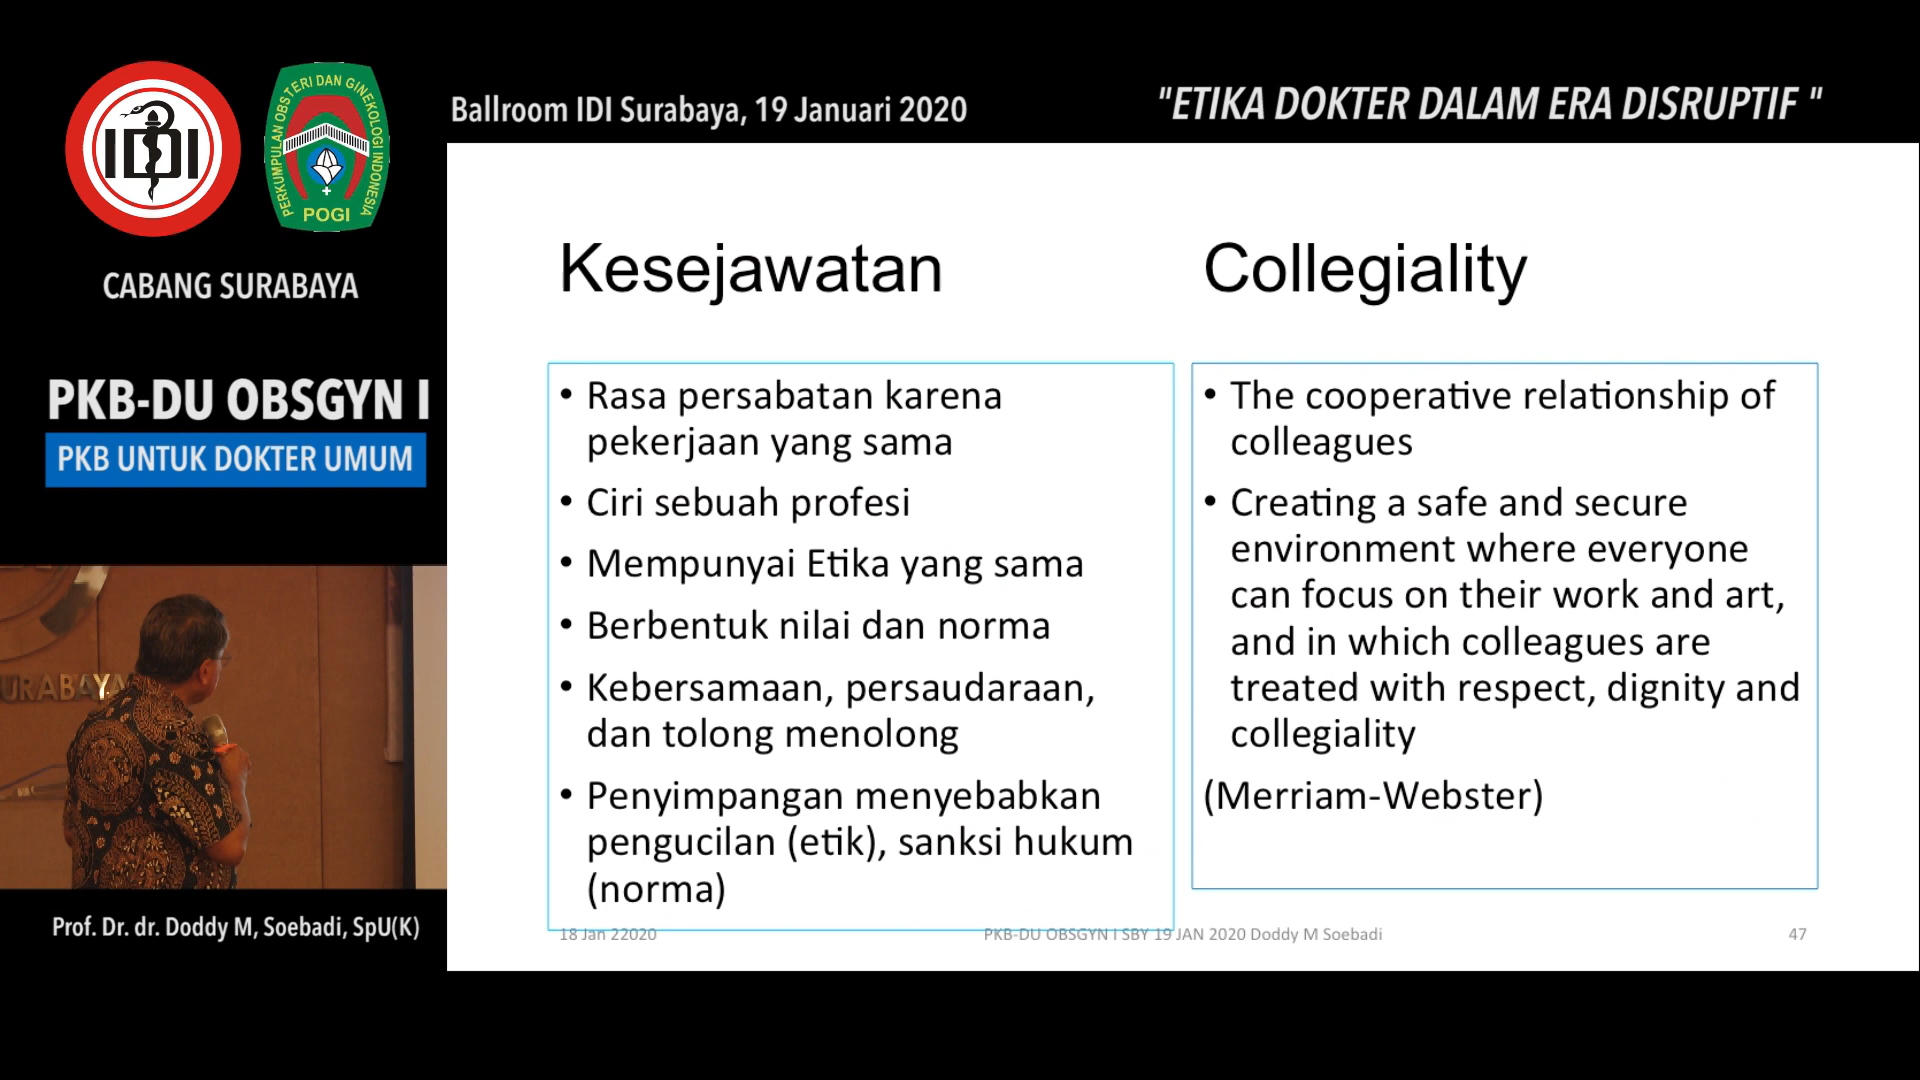 IDI
PERKUMPULAN OBSTERI DAN GINEKOLOGI INDONESIA
POGI
CABANG SURABAYA
PKB-DU OBSGYN I
PKB UNTUK DOKTER UMUM
URABAYA
Prof. Dr. dr. Doddy M, Soebadi, SpU(K)
Ballroom IDI Surabaya, 19 Januari 2020
"ETIKA DOKTER DALAM ERA DISRUPTIF "
Kesejawatan
• Rasa persabatan karena
pekerjaan yang sama
• Ciri sebuah profesi
• Mempunyai Etika yang sama
• Berbentuk nilai dan norma
• Kebersamaan, persaudaraan,
dan tolong menolong
• Penyimpangan menyebabkan
pengucilan (etik), sanksi hukum
(norma)
Collegiality
• The cooperative relationship of
colleagues
• Creating a safe and secure
environment where everyone
can focus on their work and art,
and in which colleagues are
treated with respect, dignity and
collegiality
(Merriam-Webster)
18 Jan 22020
PKB-DU OBSGYN I SBY 19 JAN 2020 Doddy M Soebadi
47